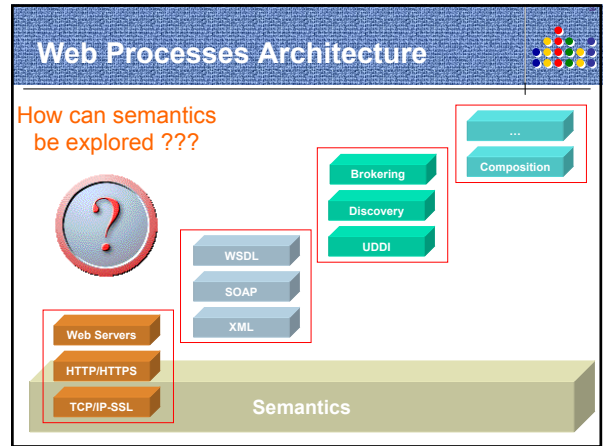 Web Processes Architecture
How can semantics
be explored ???
?
...
Composition
Brokering
Discovery
UDDI
WSDL
SOAP
XML
Web Servers
HTTP/HTTPS
TCP/IP-SSL
Semantics